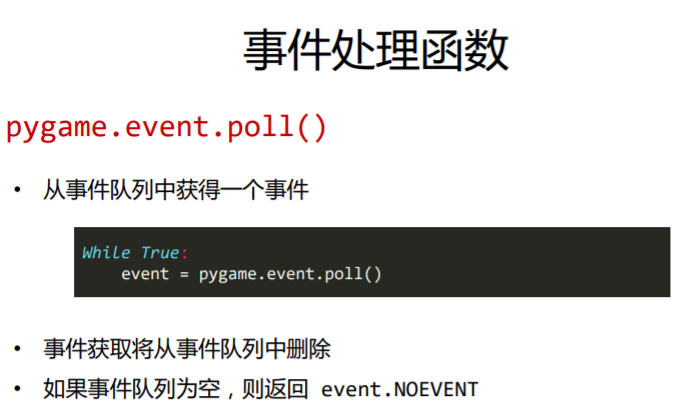 事件处理函数
pygame.event.poll()
• 从事件队列中获得一个事件
While True:
    event = pygame.event.poll()
• 事件获取将从事件队列中删除
• 如果事件队列为空，则返回 event.NOEVENT